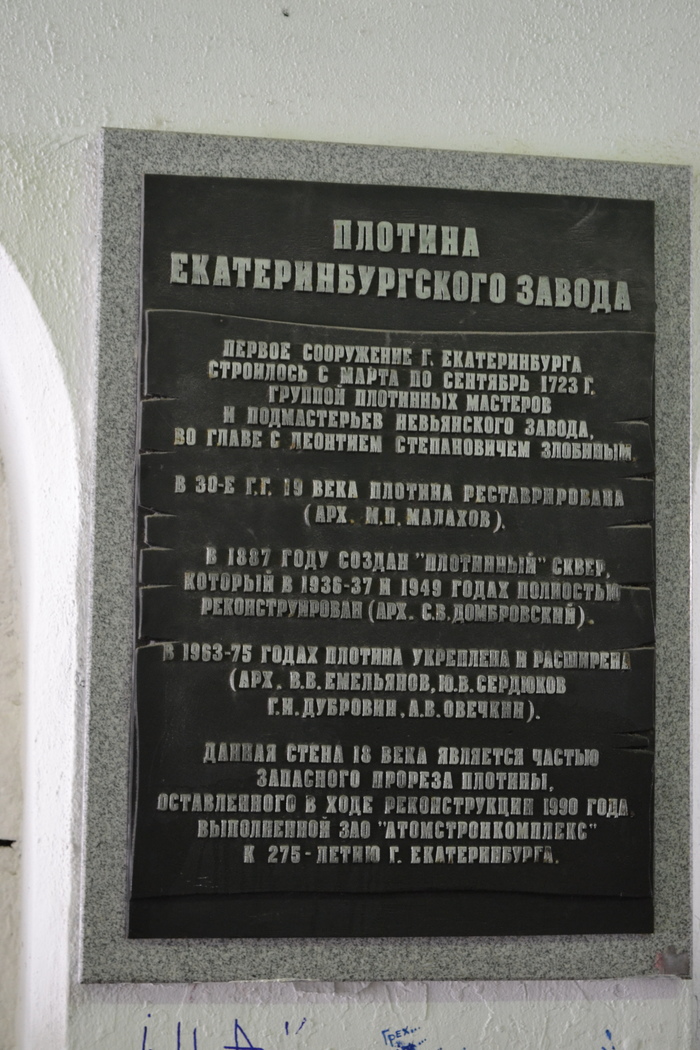 ПЛОТИНА
ЕКАТЕРИНБУРГСКОГО ЗАВОДА
ПЕРВОЕ СООРУЖЕНИЕ Г. ЕКАТЕРИНБУРГА
СТРОИЛОСЬ С МАРТА ПО СЕНТЯБРЬ 1723 Г.
ГРУППОЙ ПЛОТИННЫХ МАСТЕРОВ
И ПОДМАСТЕРЬЕВ НЕВЬЯНСКОГО ЗАВОДА,
ВО ГЛАВЕ С ЛЕОНТИЕМ СТЕПАНОВИЧЕМ ЗЛОБИНЫМ.
В 30-Е Г.Г. 19 ВЕКА ПЛОТИНА РЕСТАВРИРОВАНА
(АРХ. М.П. МАЛАХОВ).
В 1887 ГОДУ СОЗДАН "ПЛОТИННЫЙ" СКВЕР,
КОТОРЫЙ В 1936-37 И 1949 ГОДАХ ПОЛНОСТЬЮ
РЕКОНСТРУИРОВАН (АРХ. С.В. ДОМБРОВСКИЙ).
В 1963-75 ГОДАХ ПЛОТИНА УКРЕПЛЕНА И РАСШИРЕНА
(АРХ. В.В. ЕМЕЛЬЯНОВ, Ю.Б. СЕРДЮКОВ
Г.И. ДУБРОВИН, А.В. ОВЕЧКИН).
ДАННАЯ СТЕНА 18 ВЕКА ЯВЛЯЕТСЯ ЧАСТЬЮ
ЗАПАСНОГО ПРОРЕЗА ПЛОТИНЫ,
ОСТАВЛЕННОГО В ХОДЕ РЕКОНСТРУКЦИИ 1990 ГОДА,
ВЫПОЛНЕННОЙ ЗАО "АТОМСТРОЙКОМПЛЕКС"
К 275-ЛЕТИЮ Г. ЕКАТЕРИНБУРГА.